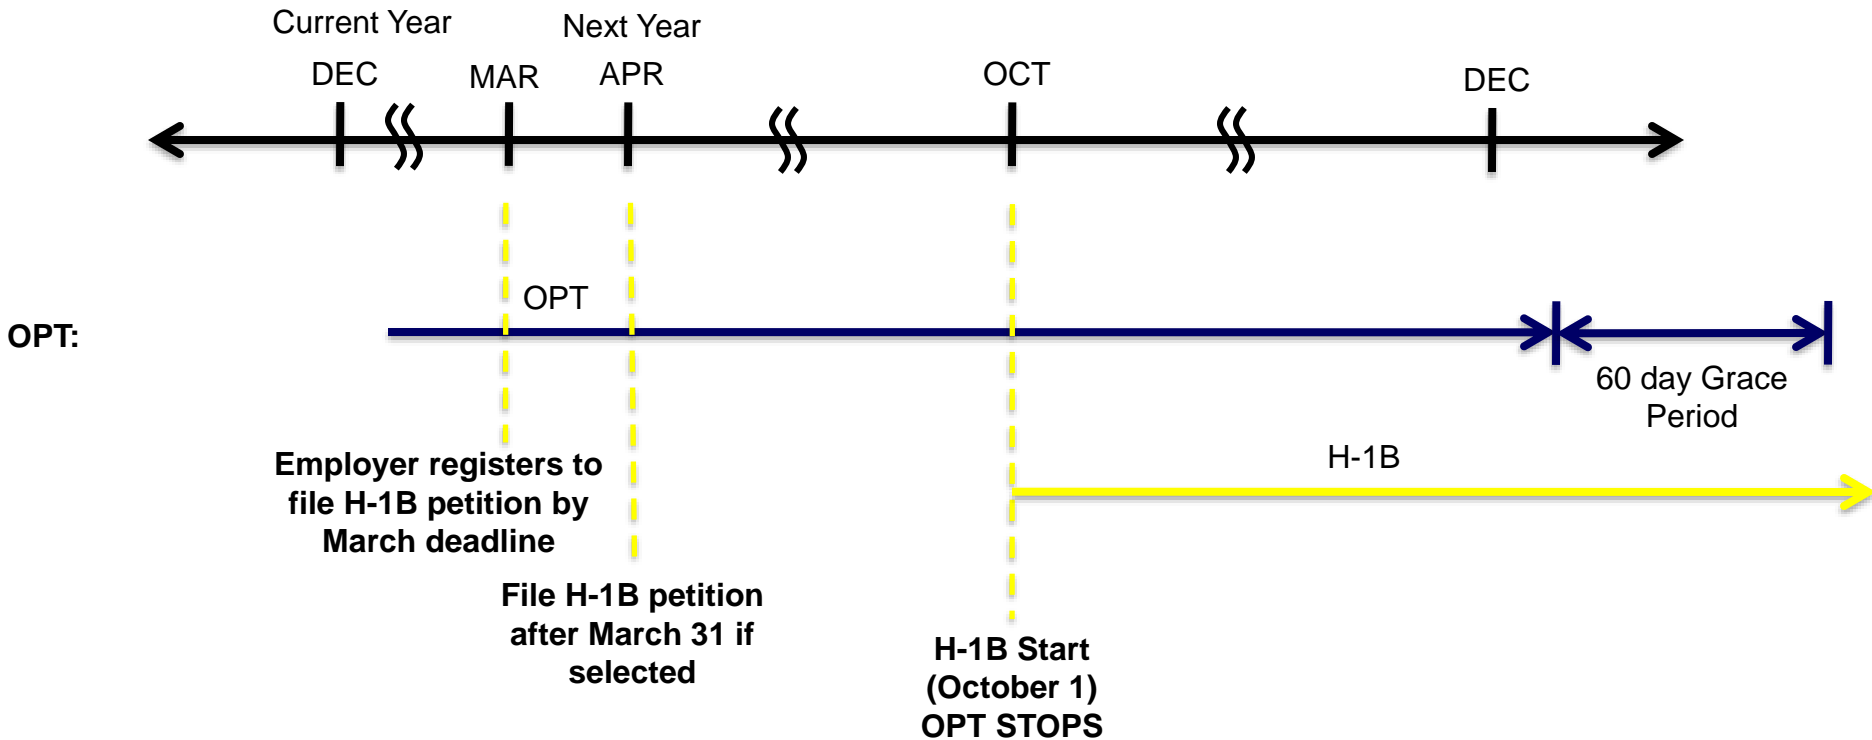 Current Year
Next Year
DEC
MAR
APR
OCT
DEC
OPT
OPT:
60 day Grace
Period
H-1B
Employer registers to
file H-1B petition by
March deadline
File H-1B petition
after March 31 if
selected
H-1B Start
(October 1)
OPT STOPS